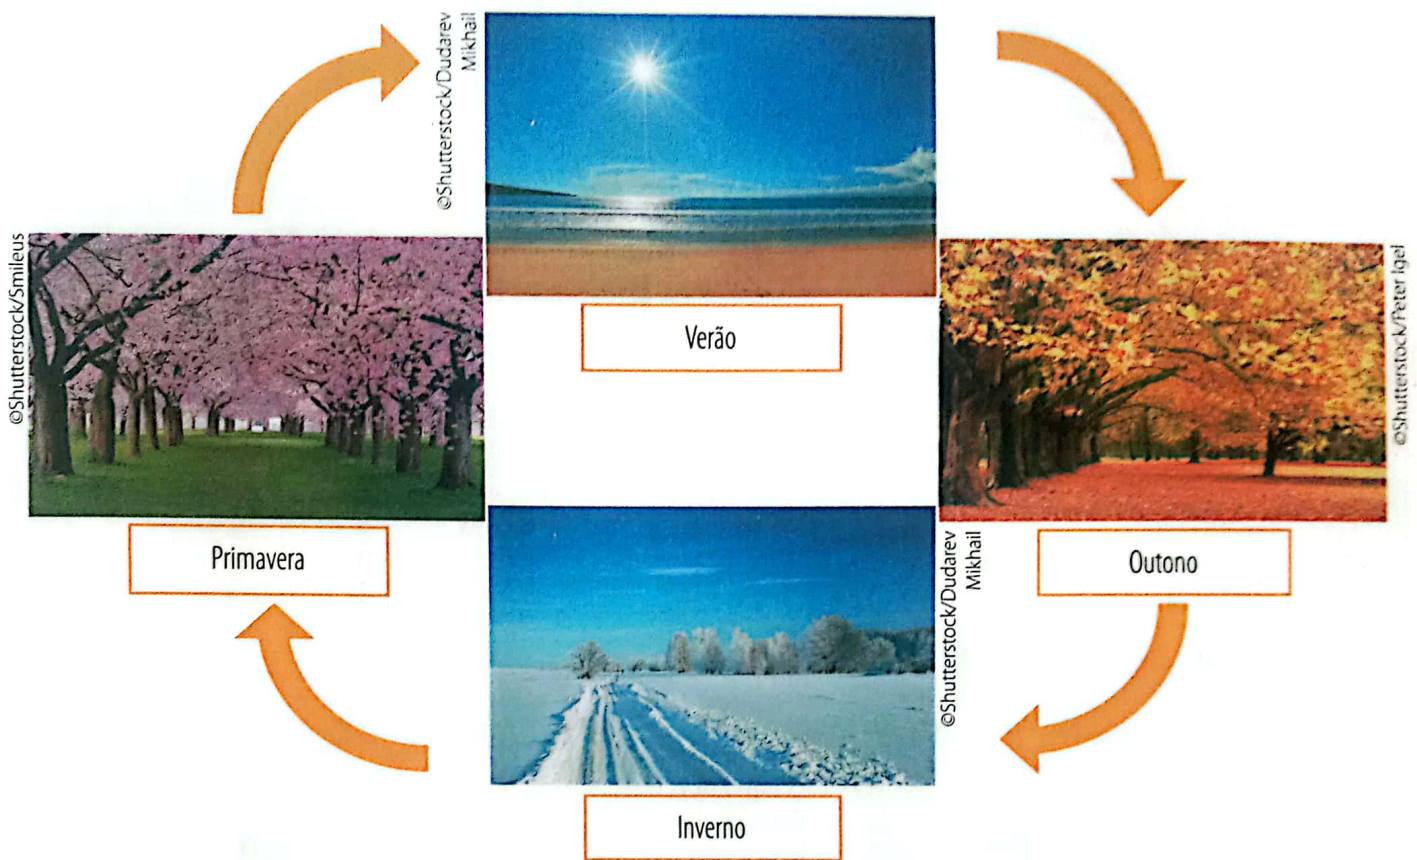 ©Shutterstock/Dudarev
Mikhail
Verão
©Shutterstock/Smileus
Primavera
©Shutterstock/Peter Igel
Outono
©Shutterstock/Dudarev
Mikhail
Inverno